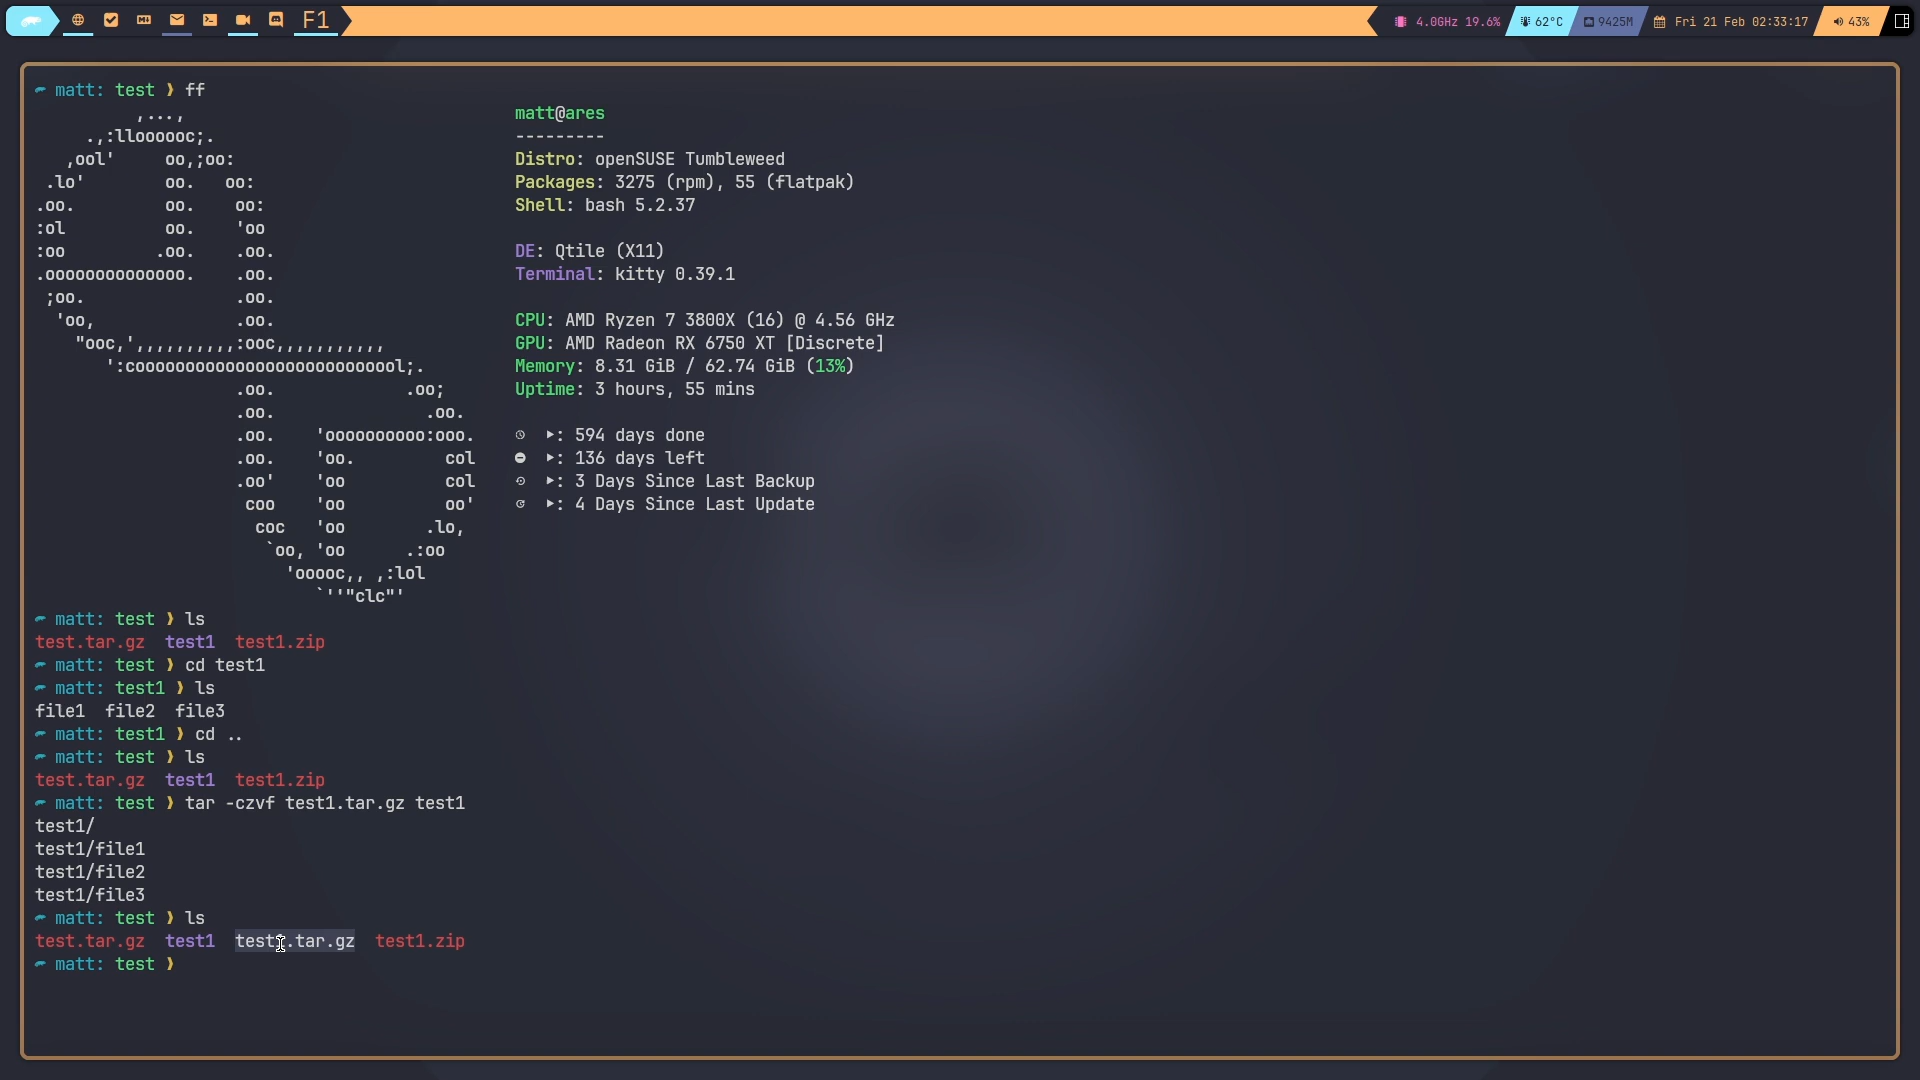 F1 4.0GHz 19.6% 62°C 9425M Fri 21 Feb 02:33:17 43%
matt: test ❱ ff
matt@ares
---------
Distro: openSUSE Tumbleweed
Packages: 3275 (rpm), 55 (flatpak)
Shell: bash 5.2.37
DE: Qtile (X11)
Terminal: kitty 0.39.1
CPU: AMD Ryzen 7 3800X (16) @ 4.56 GHz
GPU: AMD Radeon RX 6750 XT [Discrete]
Memory: 8.31 GiB / 62.74 GiB (13%)
Uptime: 3 hours, 55 mins
: 594 days done
: 136 days left
: 3 Days Since Last Backup
: 4 Days Since Last Update
matt: test ❱ ls
test.tar.gz test1 test1.zip
matt: test ❱ cd test1
matt: test1 ❱ ls
file1 file2 file3
matt: test1 ❱ cd ..
matt: test ❱ ls
test.tar.gz test1 test1.zip
matt: test ❱ tar -czvf test1.tar.gz test1
test1/
test1/file1
test1/file2
test1/file3
matt: test ❱ ls
test.tar.gz test1 test1.tar.gz test1.zip
matt: test ❱